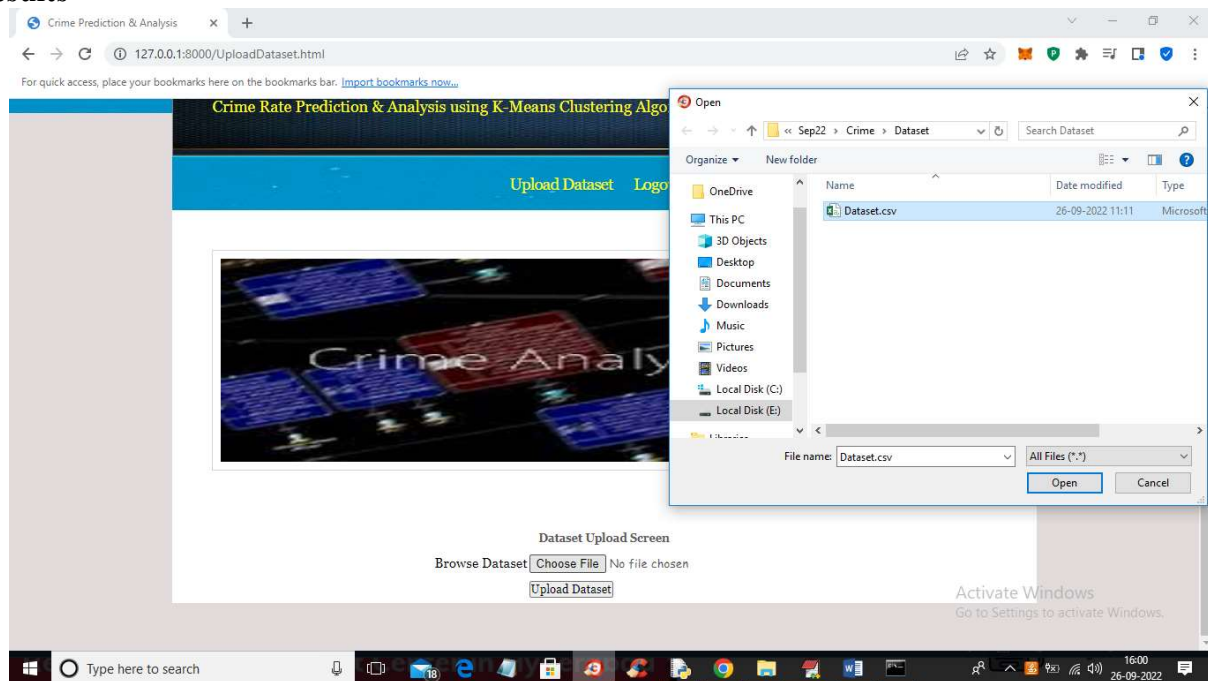 Crime Prediction & Analysis
127.0.0.1:8000/UploadDataset.html
For quick access, place your bookmarks here on the bookmarks bar. Import bookmarks now...
Crime Rate Prediction & Analysis using K-Means Clustering Algo
Upload Dataset Logo
Crime Analy
Open
« Sep22 › Crime › Dataset
Search Dataset
Organize New folder
OneDrive
This PC
3D Objects
Desktop
Documents
Downloads
Music
Pictures
Videos
Local Disk (C:)
Local Disk (E:)
Name Date modified Type
Dataset.csv 26-09-2022 11:11 Microsoft
File name: Dataset.csv All Files (*.*)
Open Cancel
Dataset Upload Screen
Browse Dataset Choose File No file chosen
Upload Dataset
Activate Windows
Go to Settings to activate Windows.
Type here to search
18
16:00
26-09-2022